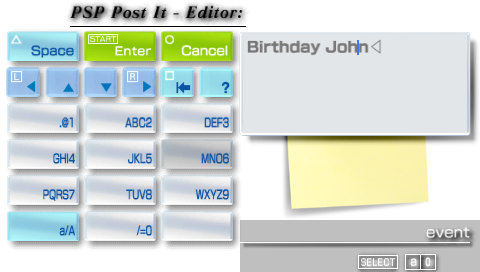 PSP Post It - Editor:
Space
START
Enter
Cancel
L
R
?
.@1
ABC2
DEF3
GHI4
JKL5
MNO6
PQRS7
TUV8
WXYZ9
a/A
/=0
Birthday John
event
SELECT
a 0